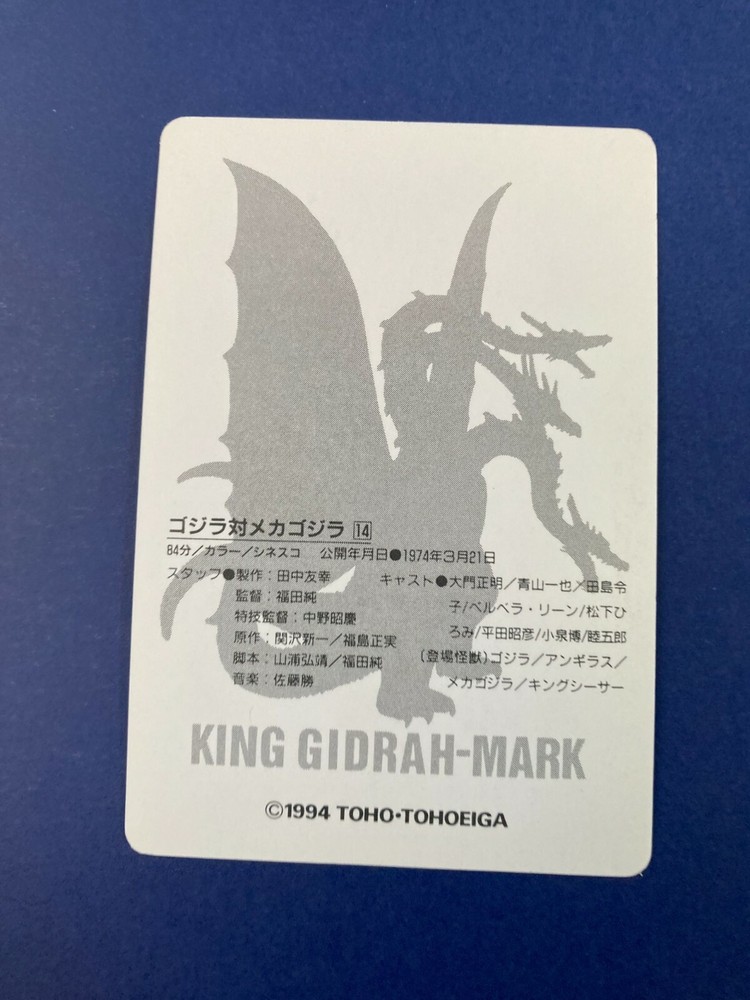 ゴジラ対メカゴジラ 14
84分/カラー/シネスコ 公開年月日●1974年3月21日
スタッフ●製作:田中友幸
監督:福田純
特技監督:中野昭慶
原作:関沢新一/福島正実
脚本:山浦弘靖/福田純
音楽:佐藤勝
キャスト●大門正明/青山一也/田島令
子/ベルベラ・リーン/松下ひ
ろみ/平田昭彦/小泉博/睦五郎
〔登場怪獣〕ゴジラ/アンギラス/
メカゴジラ/キングシーサー
KING GIDRAH-MARK
©1994 TOHO・TOHOEIGA